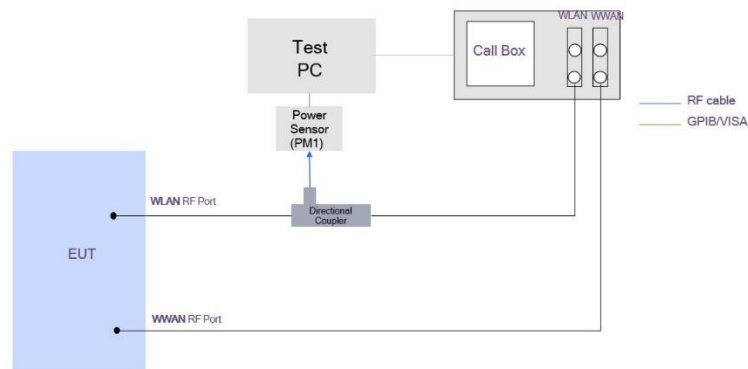 WLAN WWAN
Test
PC
Call Box
Power
Sensor
(PM1)
RF cable
GPIB/VISA
WLAN RF Port
Directional
Coupler
EUT
WWAN RF Port